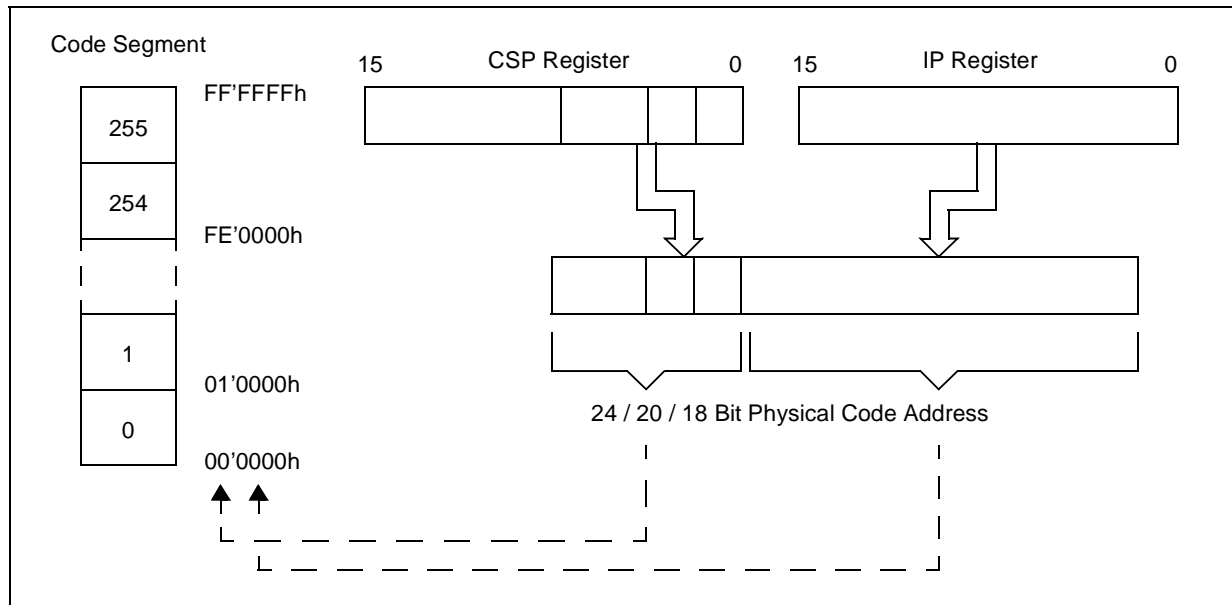 Code Segment
15 CSP Register 0 15 IP Register 0
FF'FFFFh
255
254
FE'0000h
1
01'0000h
24 / 20 / 18 Bit Physical Code Address
0
00'0000h